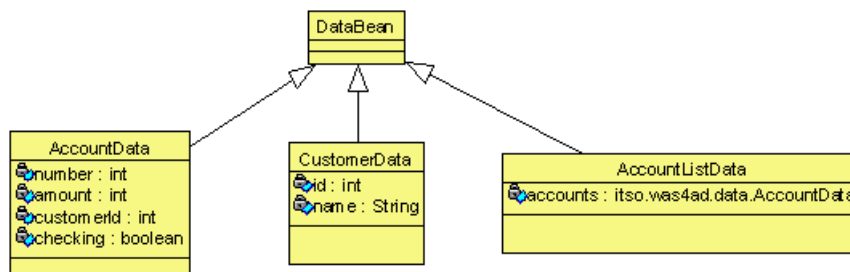 DataBean
AccountData
number : int
amount : int
customerId : int
checking : boolean
CustomerData
id : int
name : String
AccountListData
accounts : itso.was4ad.data.AccountData